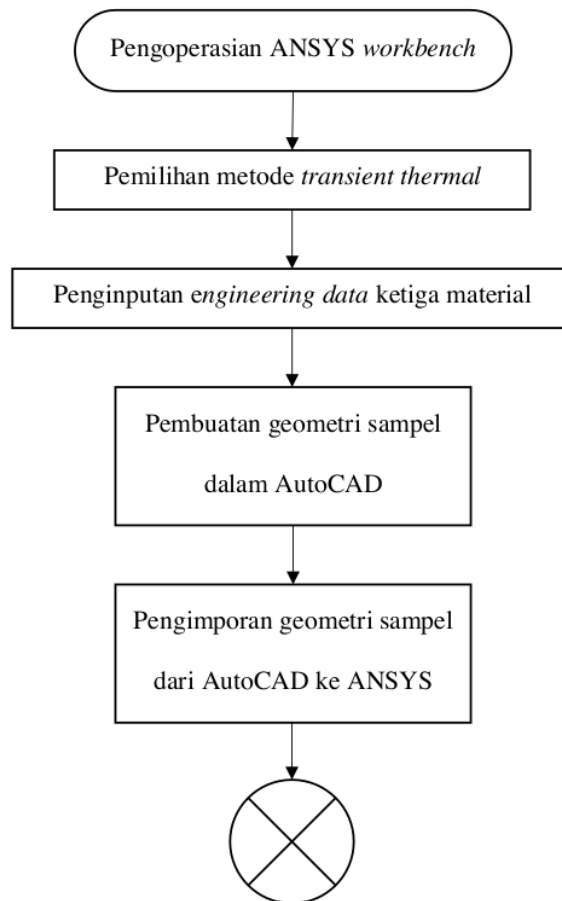 Pengoperasian ANSYS workbench
Pemilihan metode transient thermal
Penginputan engineering data ketiga material
Pembuatan geometri sampel
dalam AutoCAD
Pengimporan geometri sampel
dari AutoCAD ke ANSYS